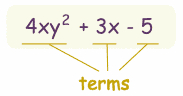 4xy² + 3x - 5
terms